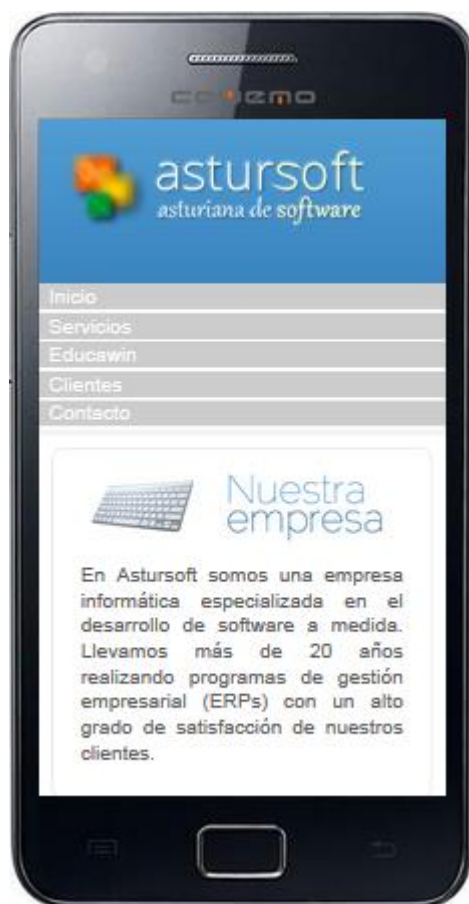 astursoft
asturiana de software
Inicio
Servicios
Educawin
Clientes
Contacto
Nuestra
empresa
En Astursoft somos una empresa
informática especializada en el
desarrollo de software a medida.
Llevamos más de 20 años
realizando programas de gestión
empresarial (ERPs) con un alto
grado de satisfacción de nuestros
clientes.